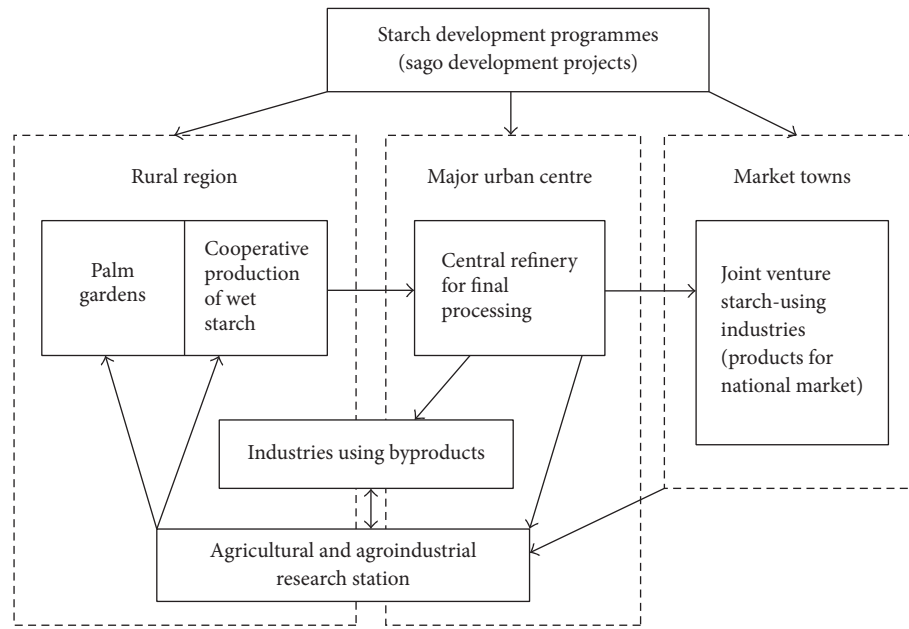 Starch development programmes
(sago development projects)
Rural region
Major urban centre
Market towns
Palm
gardens
Cooperative
production
of wet
starch
Central refinery
for final
processing
Joint venture
starch-using
industries
(products for
national market)
Industries using byproducts
Agricultural and agroindustrial
research station